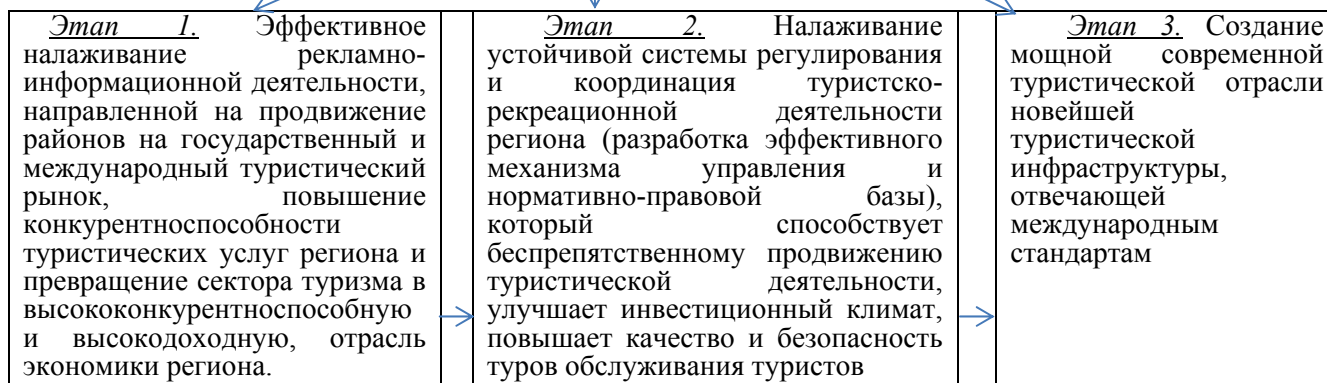 Этап 1. Эффективное
налаживание рекламно-
информационной деятельности,
направленной на продвижение
районов на государственный и
международный туристический
рынок, повышение
конкурентноспособности
туристических услуг региона и
превращение сектора туризма в
высококонкурентноспособную
и высокодоходную, отрасль
экономики региона.
Этап 2. Налаживание
устойчивой системы регулирования
и координация туристско-
рекреационной деятельности
региона (разработка эффективного
механизма управления и
нормативно-правовой базы),
который способствует
беспрепятственному продвижению
туристической деятельности,
улучшает инвестиционный климат,
повышает качество и безопасность
туров обслуживания туристов
Этап 3. Создание
мощной современной
туристической отрасли
новейшей
туристической
инфраструктуры,
отвечающей
международным
стандартам